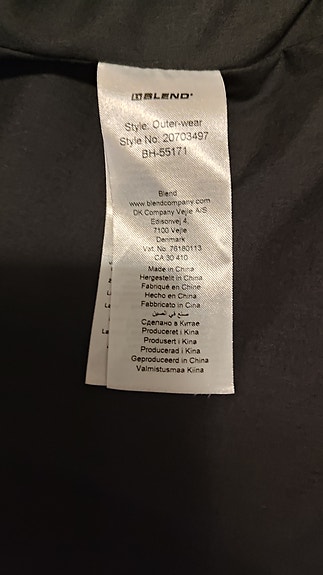 BLEND
Style: Outer-wear
Style No. 20703497
BH-55171
Blend
www.blendcompany.com
DK Company Vejle A/S
Edisonvej 4,
7100 Vejle
Denmark
Vat. No. 76180113
CA 30 410
Made in China
Hergestellt in China
Fabriqué en Chine
Hecho en China
Fabbricato in Cina
صنع في الصين
Сделано в Китае
Produceret i Kina
Produsert i Kina
Producerad i Kina
Geproduceerd in China
Valmistusmaa Kiina